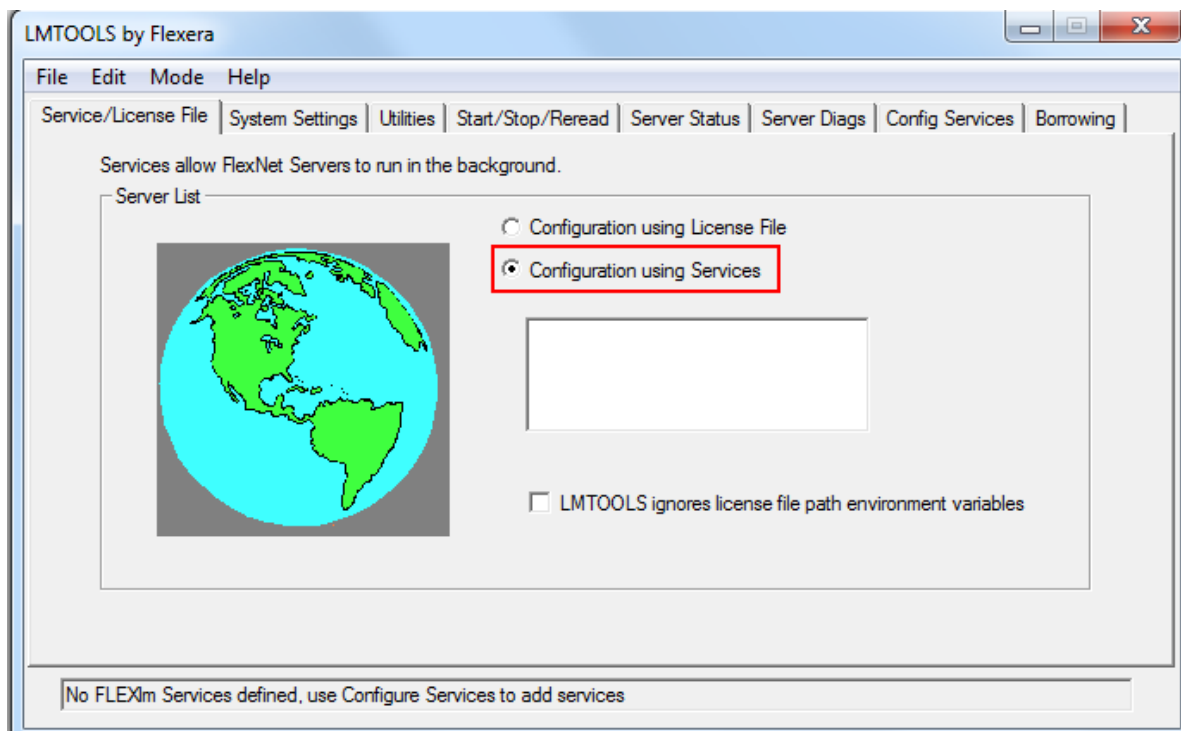 LMTOOLS by Flexera
File Edit Mode Help
Service/License File System Settings Utilities Start/Stop/Reread Server Status Server Diags Config Services Borrowing
Services allow FlexNet Servers to run in the background.
Server List
Configuration using License File
Configuration using Services
LMTOOLS ignores license file path environment variables
No FLEXlm Services defined, use Configure Services to add services